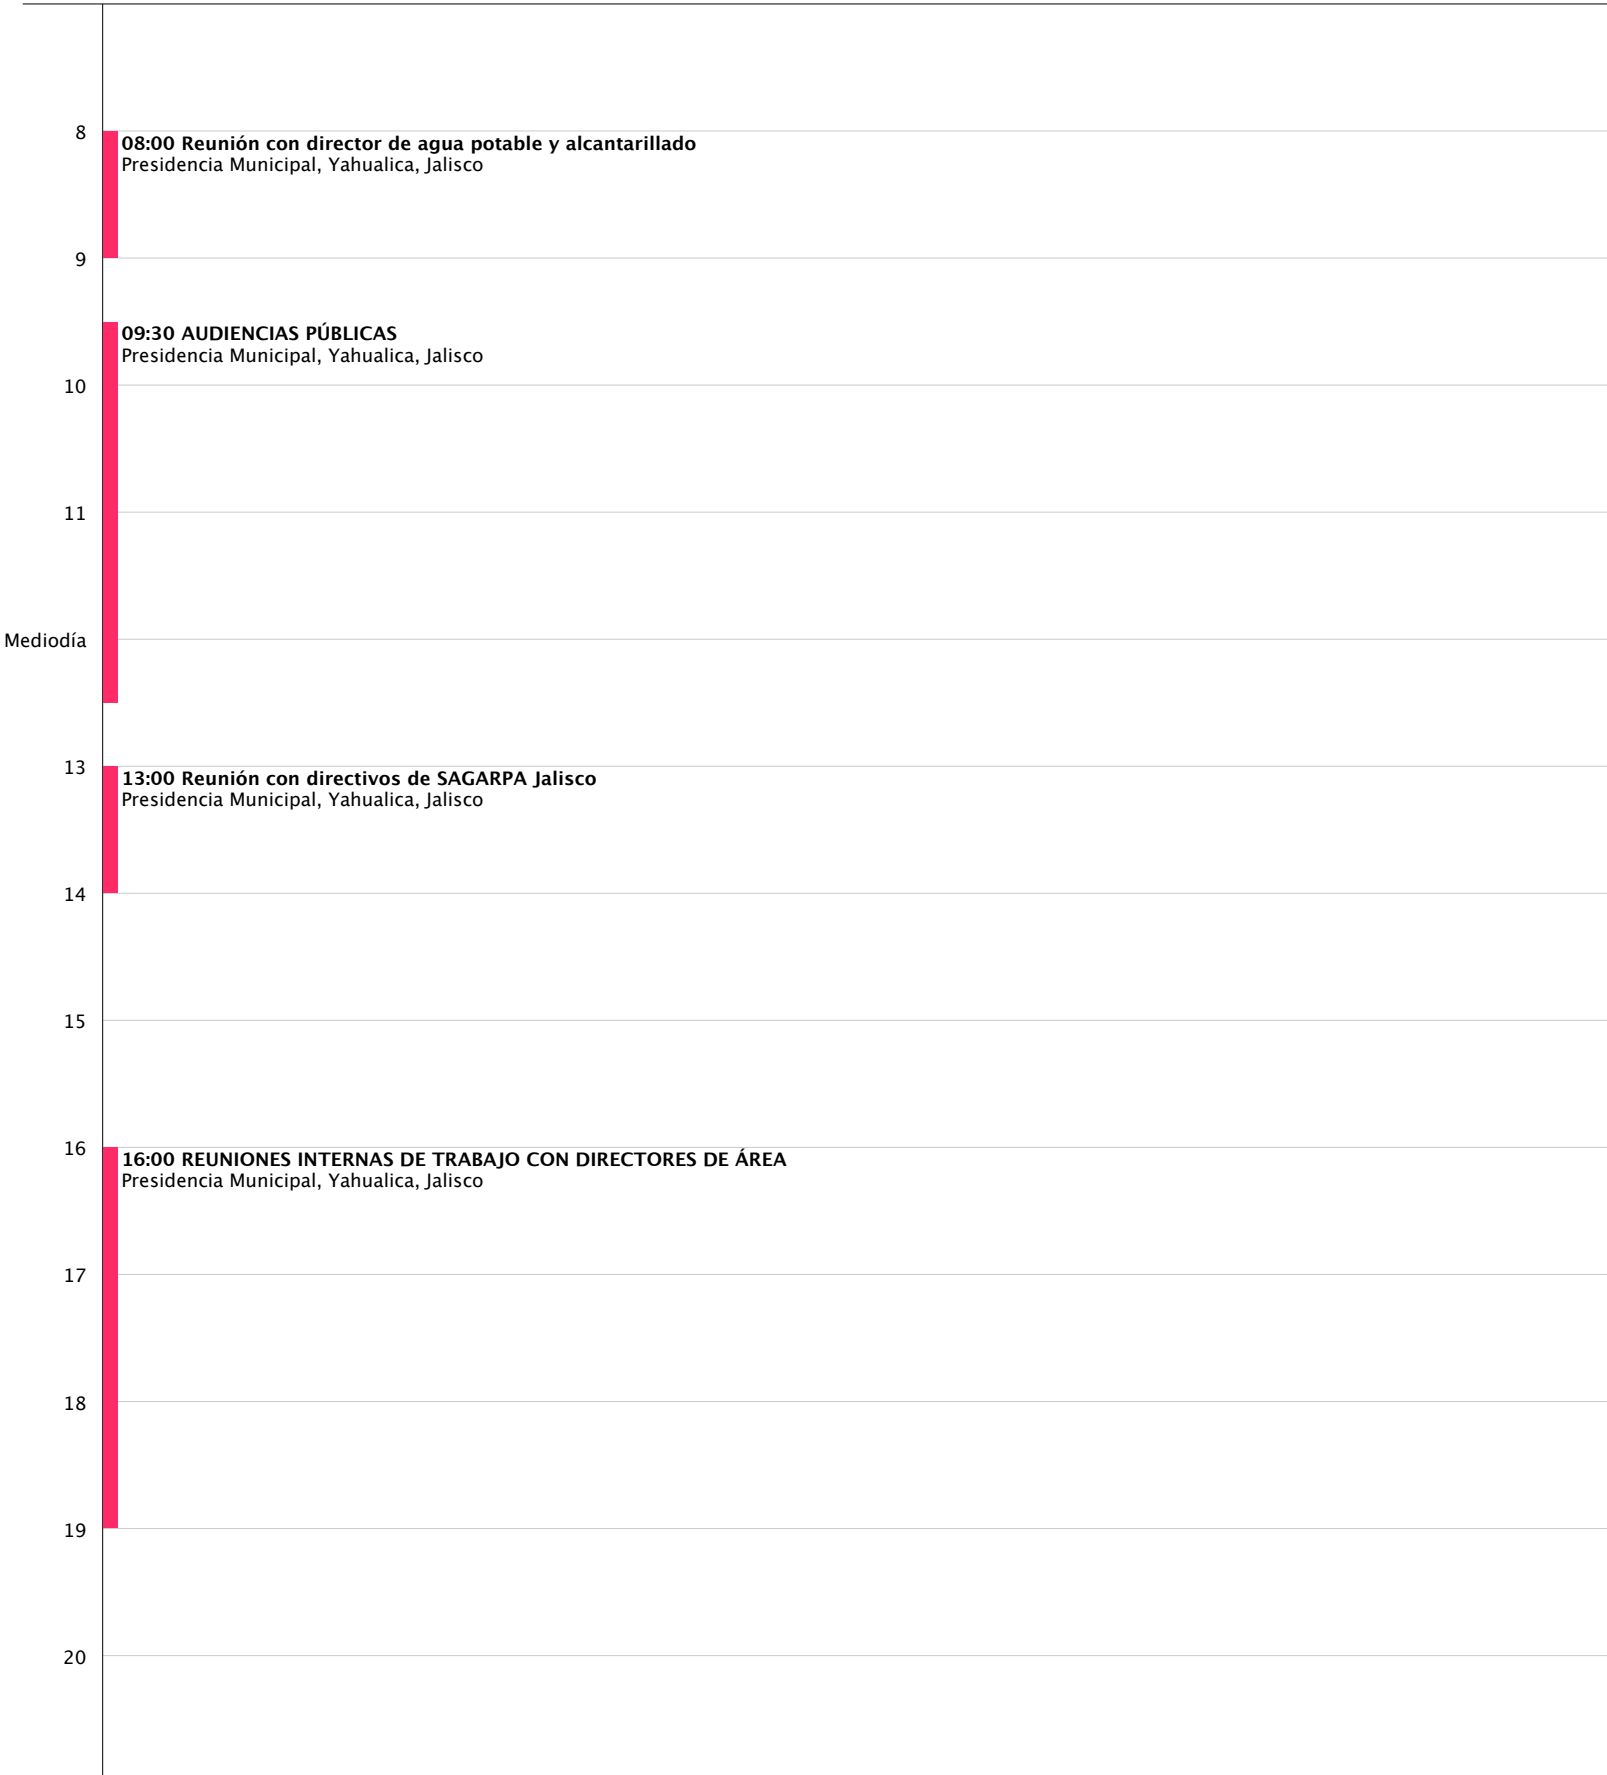 8
08:00 Reunión con director de agua potable y alcantarillado
Presidencia Municipal, Yahualica, Jalisco
9
09:30 AUDIENCIAS PÚBLICAS
Presidencia Municipal, Yahualica, Jalisco
10
11
Mediodía
13
13:00 Reunión con directivos de SAGARPA Jalisco
Presidencia Municipal, Yahualica, Jalisco
14
15
16
16:00 REUNIONES INTERNAS DE TRABAJO CON DIRECTORES DE ÁREA
Presidencia Municipal, Yahualica, Jalisco
17
18
19
20